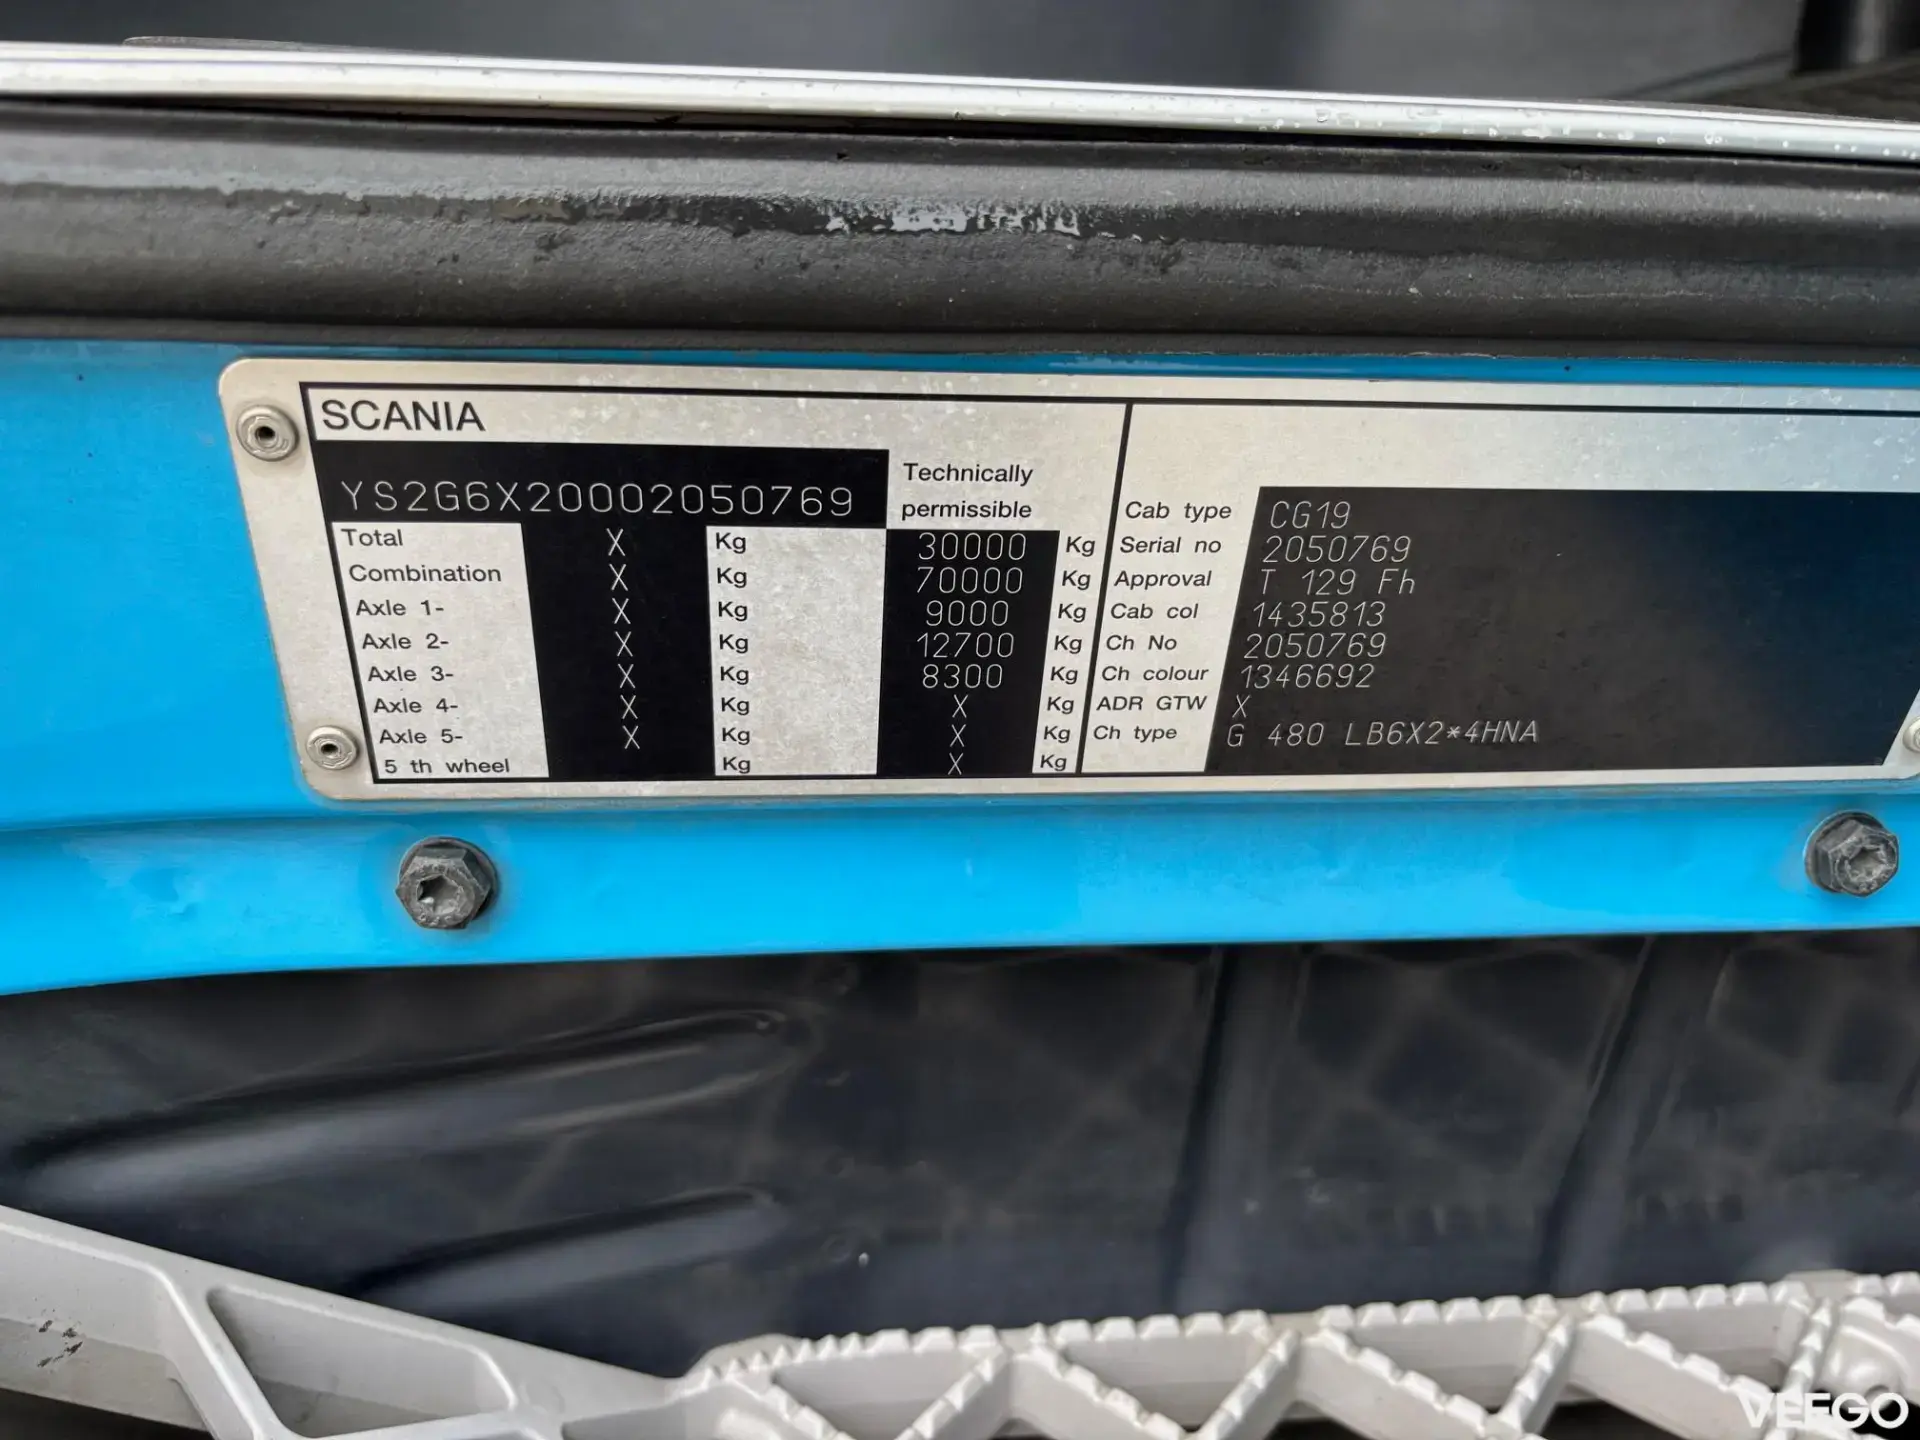 SCANIA
YS2G6X20002050769
Technically
permissible
Total X Kg 30000 Kg
Combination X Kg 70000 Kg
Axle 1- X Kg 9000 Kg
Axle 2- X Kg 12700 Kg
Axle 3- X Kg 8300 Kg
Axle 4- X Kg X Kg
Axle 5- X Kg X Kg
5 th wheel Kg X Kg
Cab type CG19
Serial no 2050769
Approval T 129 Fh
Cab col 1435813
Ch No 2050769
Ch colour 1346692
ADR GTW X
Ch type G 480 LB6X2*4HNA
VEEGO